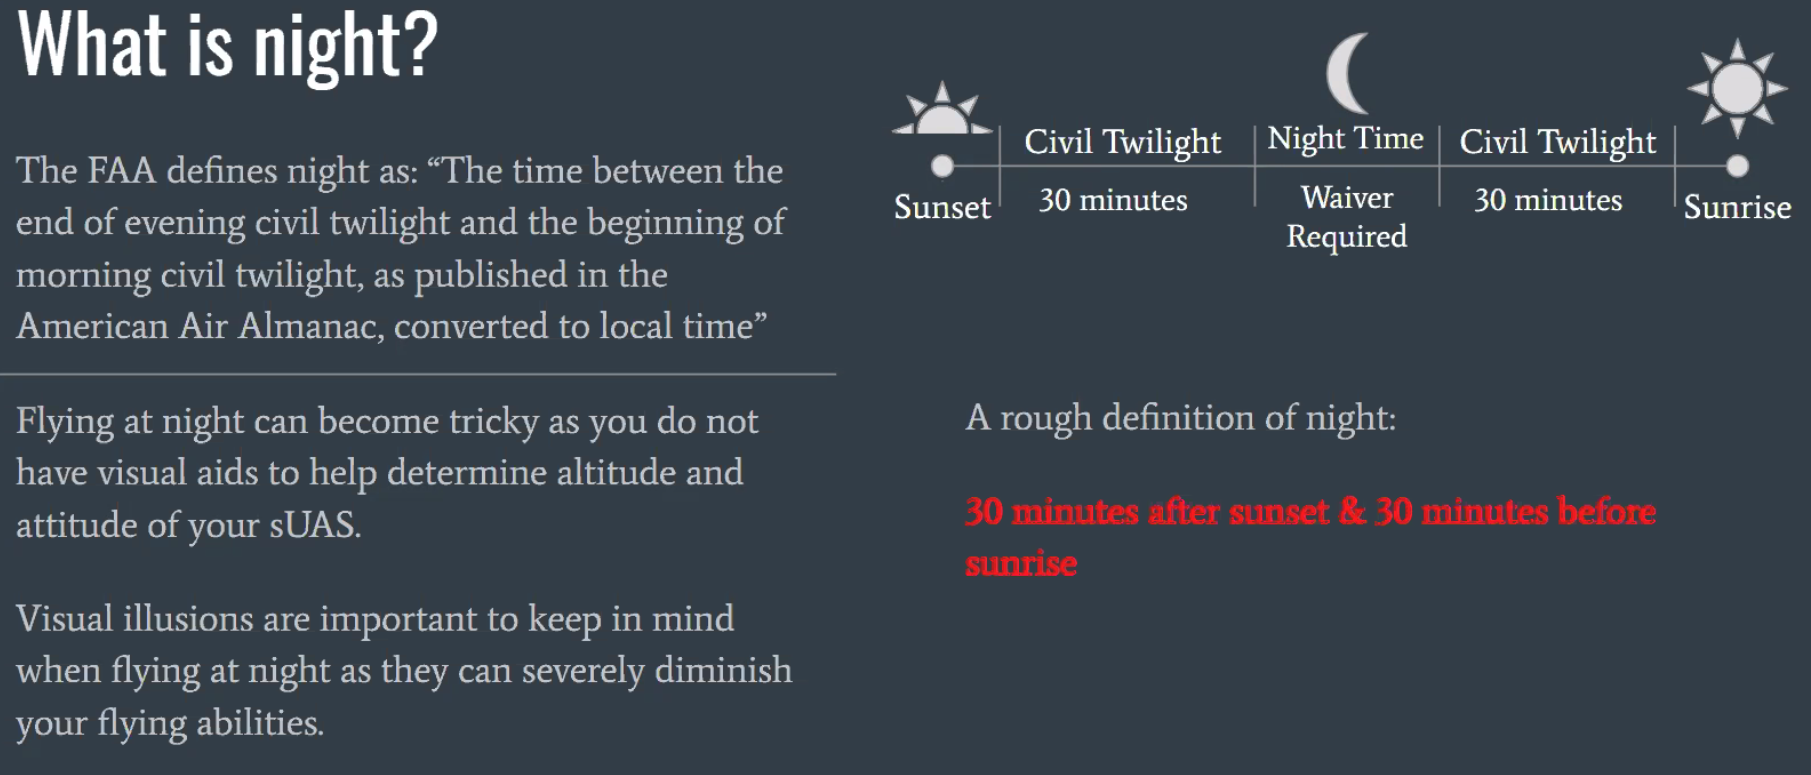 What is night?
The FAA defines night as: “The time between the
end of evening civil twilight and the beginning of
morning civil twilight, as published in the
American Air Almanac, converted to local time”
Flying at night can become tricky as you do not
have visual aids to help determine altitude and
attitude of your sUAS.
Visual illusions are important to keep in mind
when flying at night as they can severely diminish
your flying abilities.
Sunset
Civil Twilight
30 minutes
Night Time
Waiver
Required
Civil Twilight
30 minutes
Sunrise
A rough definition of night:
30 minutes after sunset & 30 minutes before
sunrise